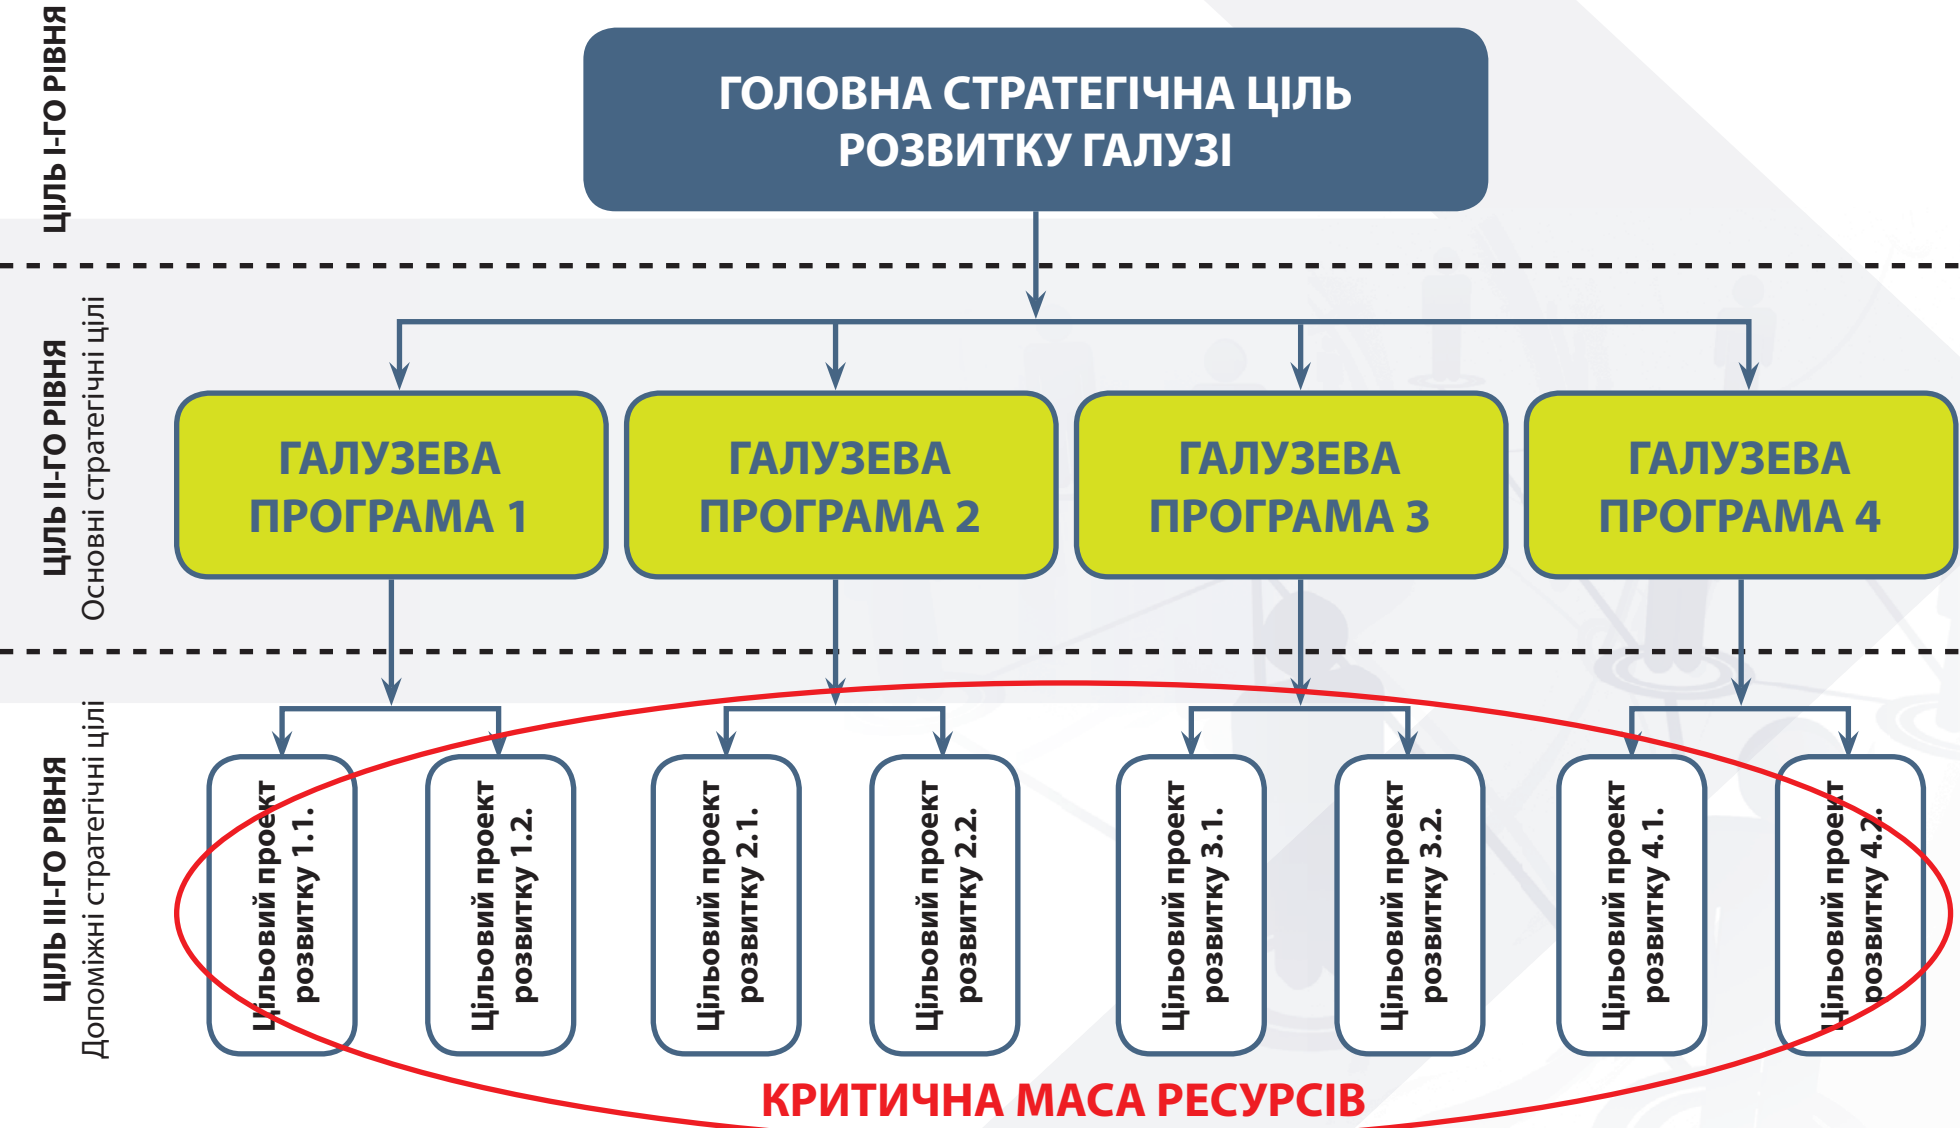 ЦІЛЬ І-ГО РІВНЯ
ГОЛОВНА СТРАТЕГІЧНА ЦІЛЬ
РОЗВИТКУ ГАЛУЗІ
ЦІЛЬ ІІ-ГО РІВНЯ
Основні стратегічні цілі
ГАЛУЗЕВА
ПРОГРАМА 1
ГАЛУЗЕВА
ПРОГРАМА 2
ГАЛУЗЕВА
ПРОГРАМА 3
ГАЛУЗЕВА
ПРОГРАМА 4
ЦІЛЬ ІІІ-ГО РІВНЯ
Допоміжні стратегічні цілі
Цільовий проект
розвитку 1.1.
Цільовий проект
розвитку 1.2.
Цільовий проект
розвитку 2.1.
Цільовий проект
розвитку 2.2.
Цільовий проект
розвитку 3.1.
Цільовий проект
розвитку 3.2.
Цільовий проект
розвитку 4.1.
Цільовий проект
розвитку 4.2.
КРИТИЧНА МАСА РЕСУРСІВ